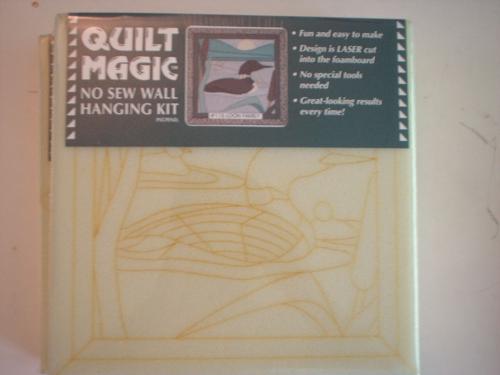 QUILT
MAGIC
NO SEW WALL
HANGING KIT
• Fun and easy to make
• Design is LASER cut
into the foamboard
• No special tools
needed
• Great-looking results
every time!